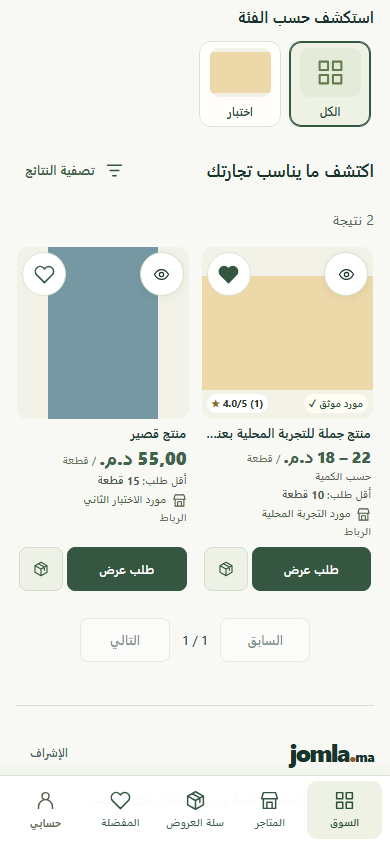 استكشف حسب الفئة
الكل
اختبار
اكتشف ما يناسب تجارتك
تصفية النتائج
2 نتيجة
مورد موثق ✓
★ 4.0/5 (1)
منتج جملة للتجربة المحلية بعنـ...
22 – 18 د.م. / قطعة
حسب الكمية
أقل طلب: 10 قطعة
مورد التجربة المحلية
الرباط
طلب عرض
منتج قصير
55,00 د.م. / قطعة
أقل طلب: 15 قطعة
مورد الاختبار الثاني
الرباط
طلب عرض
السابق
1 / 1
التالي
jomla.ma
الإشراف
السوق
المتاجر
سلة العروض
المفضلة
حسابي